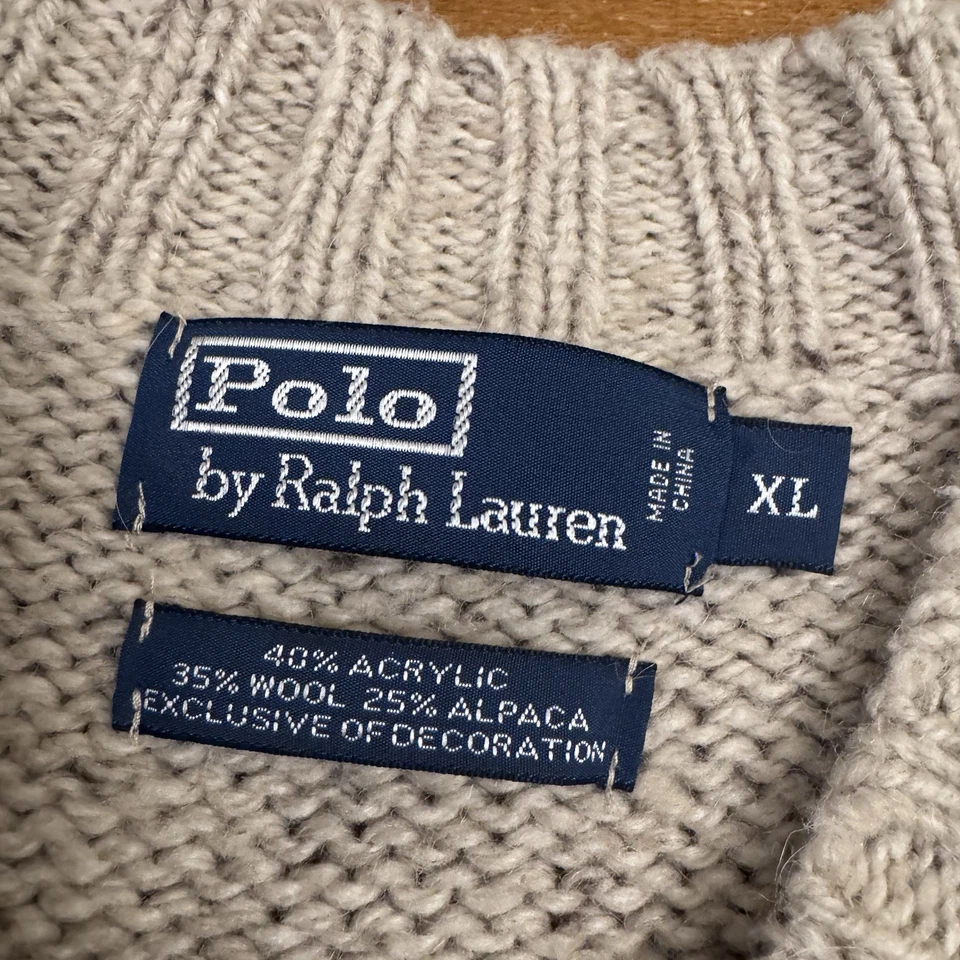 Polo
by Ralph Lauren
MADE IN
CHINA
XL
40% ACRYLIC
35% WOOL 25% ALPACA
EXCLUSIVE OF DECORATION